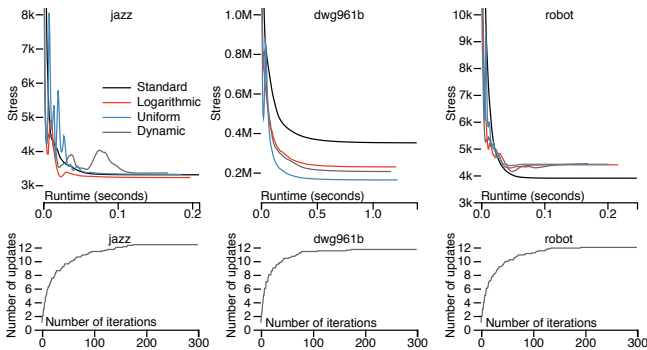 jazz
8k
7k
6k
5k
4k
3k
Stress
Standard
Logarithmic
Uniform
Dynamic
Runtime (seconds)
0.0 0.1 0.2
dwg961b
1.0M
0.8M
0.6M
0.4M
0.2M
Stress
Runtime (seconds)
0.0 0.5 1.0
robot
10k
9k
8k
7k
6k
5k
4k
3k
Stress
Runtime (seconds)
0.0 0.1 0.2
jazz
12
10
8
6
4
2
0
Number of updates
Number of iterations
0 100 200 300
dwg961b
12
10
8
6
4
2
0
Number of updates
Number of iterations
0 100 200 300
robot
12
10
8
6
4
2
0
Number of updates
Number of iterations
0 100 200 300